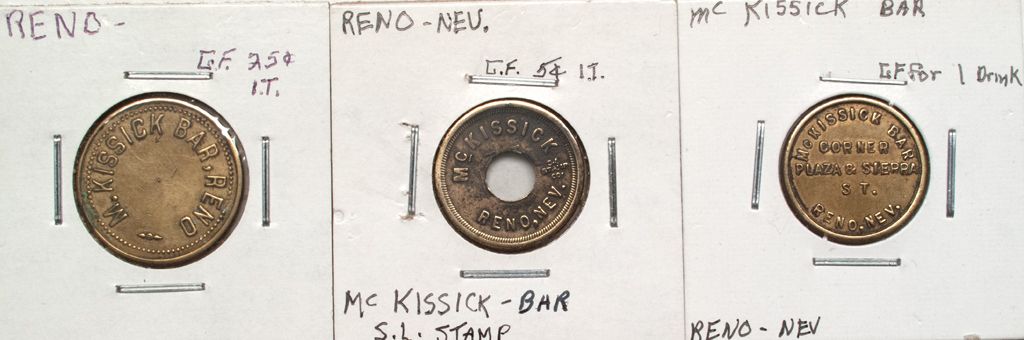 RENO-
G.F. 25¢
I.T.
M.KISSICK BAR, RENO
RENO-NEV.
G.F. 5¢ I.T.
MCKISSICK
RENO, NEV.
MC KISSICK-BAR
S.L. STAMP
MC KISSICK BAR
G.F. For 1 Drink
McKISSICK BAR
CORNER
PLAZA & SIERRA
ST.
RENO, NEV.
RENO-NEV